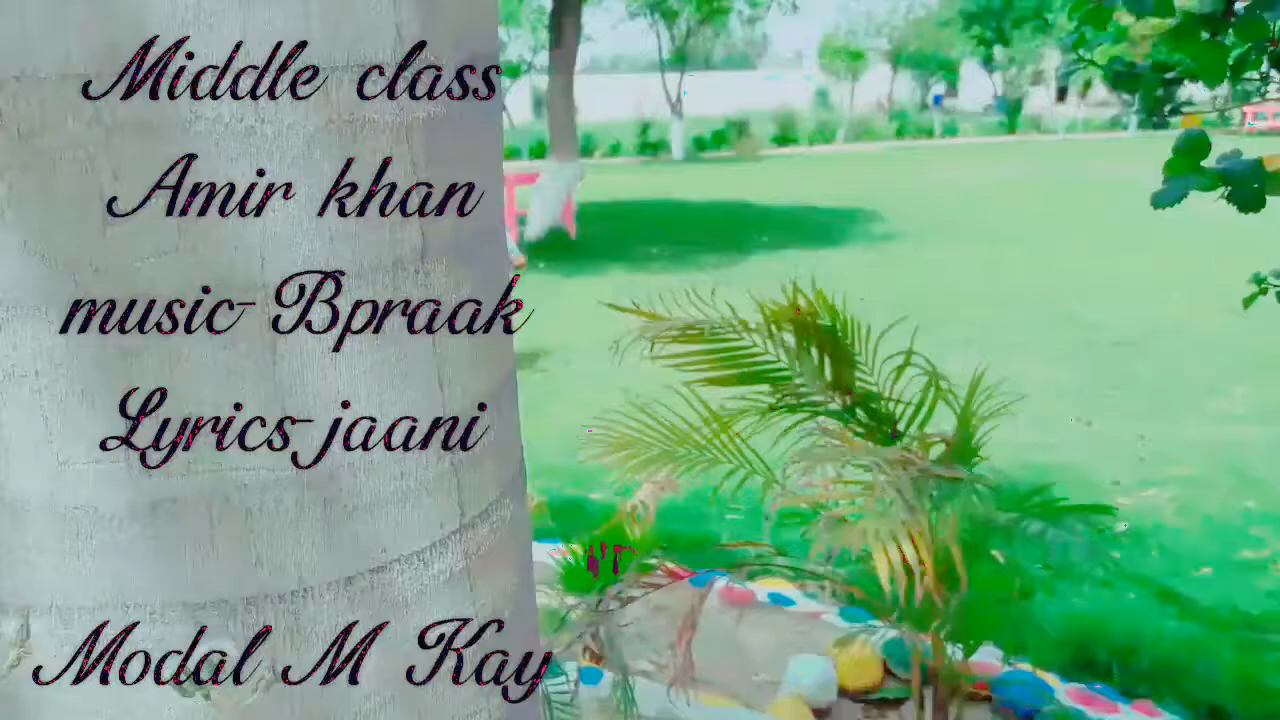 Middle class
Amir khan
music-Bpraak
Lyrics-jaani
Modal M Kay